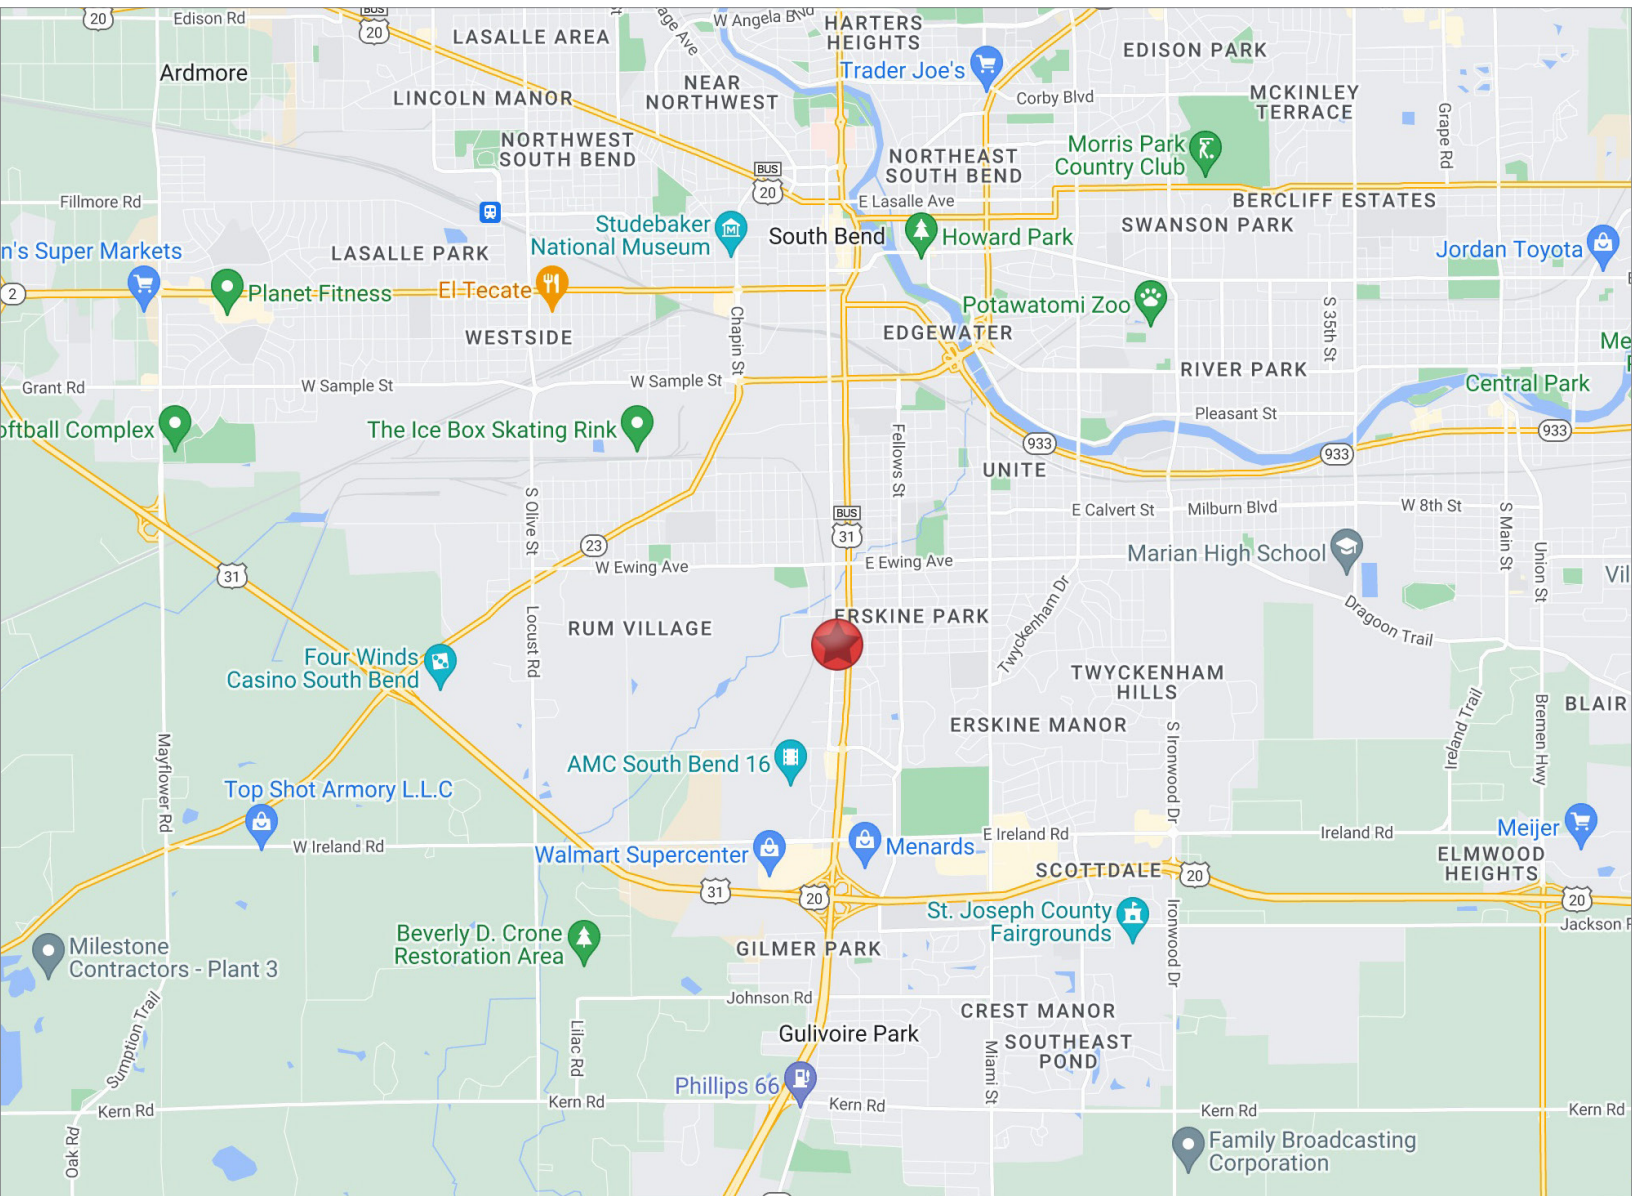 20
Edison Rd
BUS
20
LASALLE AREA
W Angela Blvd
HARTERS
HEIGHTS
Trader Joe's
EDISON PARK
Ardmore
LINCOLN MANOR
NEAR
NORTHWEST
Corby Blvd
MCKINLEY
TERRACE
Grape Rd
NORTHWEST
SOUTH BEND
BUS
20
NORTHEAST
SOUTH BEND
Morris Park
Country Club
Fillmore Rd
E Lasalle Ave
BERCLIFF ESTATES
Studebaker
National Museum
South Bend
Howard Park
SWANSON PARK
Jordan Toyota
n's Super Markets
LASALLE PARK
2
Planet Fitness
El Tecate
Potawatomi Zoo
WESTSIDE
Chapin St
EDGEWATER
S 35th St
Me
RIVER PARK
Central Park
Grant Rd
W Sample St
W Sample St
Pleasant St
oftball Complex
The Ice Box Skating Rink
Fellows St
933
933
933
UNITE
S Olive St
BUS
31
E Calvert St
Milburn Blvd
W 8th St
S Main St
23
W Ewing Ave
E Ewing Ave
Marian High School
Union St
Vil
31
Locust Rd
RUM VILLAGE
ERSKINE PARK
Twyckenham Dr
Dragoon Trail
Four Winds
Casino South Bend
TWYCKENHAM
HILLS
BLAIR
Mayflower Rd
ERSKINE MANOR
S Ironwood Dr
Ireland Trail
Bremen Hwy
AMC South Bend 16
Top Shot Armory L.L.C
W Ireland Rd
Walmart Supercenter
Menards
E Ireland Rd
Ireland Rd
Meijer
SCOTTDALE
20
ELMWOOD
HEIGHTS
31
20
20
St. Joseph County
Fairgrounds
Jackson R
Beverly D. Crone
Restoration Area
GILMER PARK
Ironwood Dr
Milestone
Contractors - Plant 3
Johnson Rd
CREST MANOR
Sumption Trail
Lilac Rd
Gulivoire Park
SOUTHEAST
POND
Miami St
Phillips 66
Kern Rd
Kern Rd
Kern Rd
Kern Rd
Kern Rd
Oak Rd
Family Broadcasting
Corporation